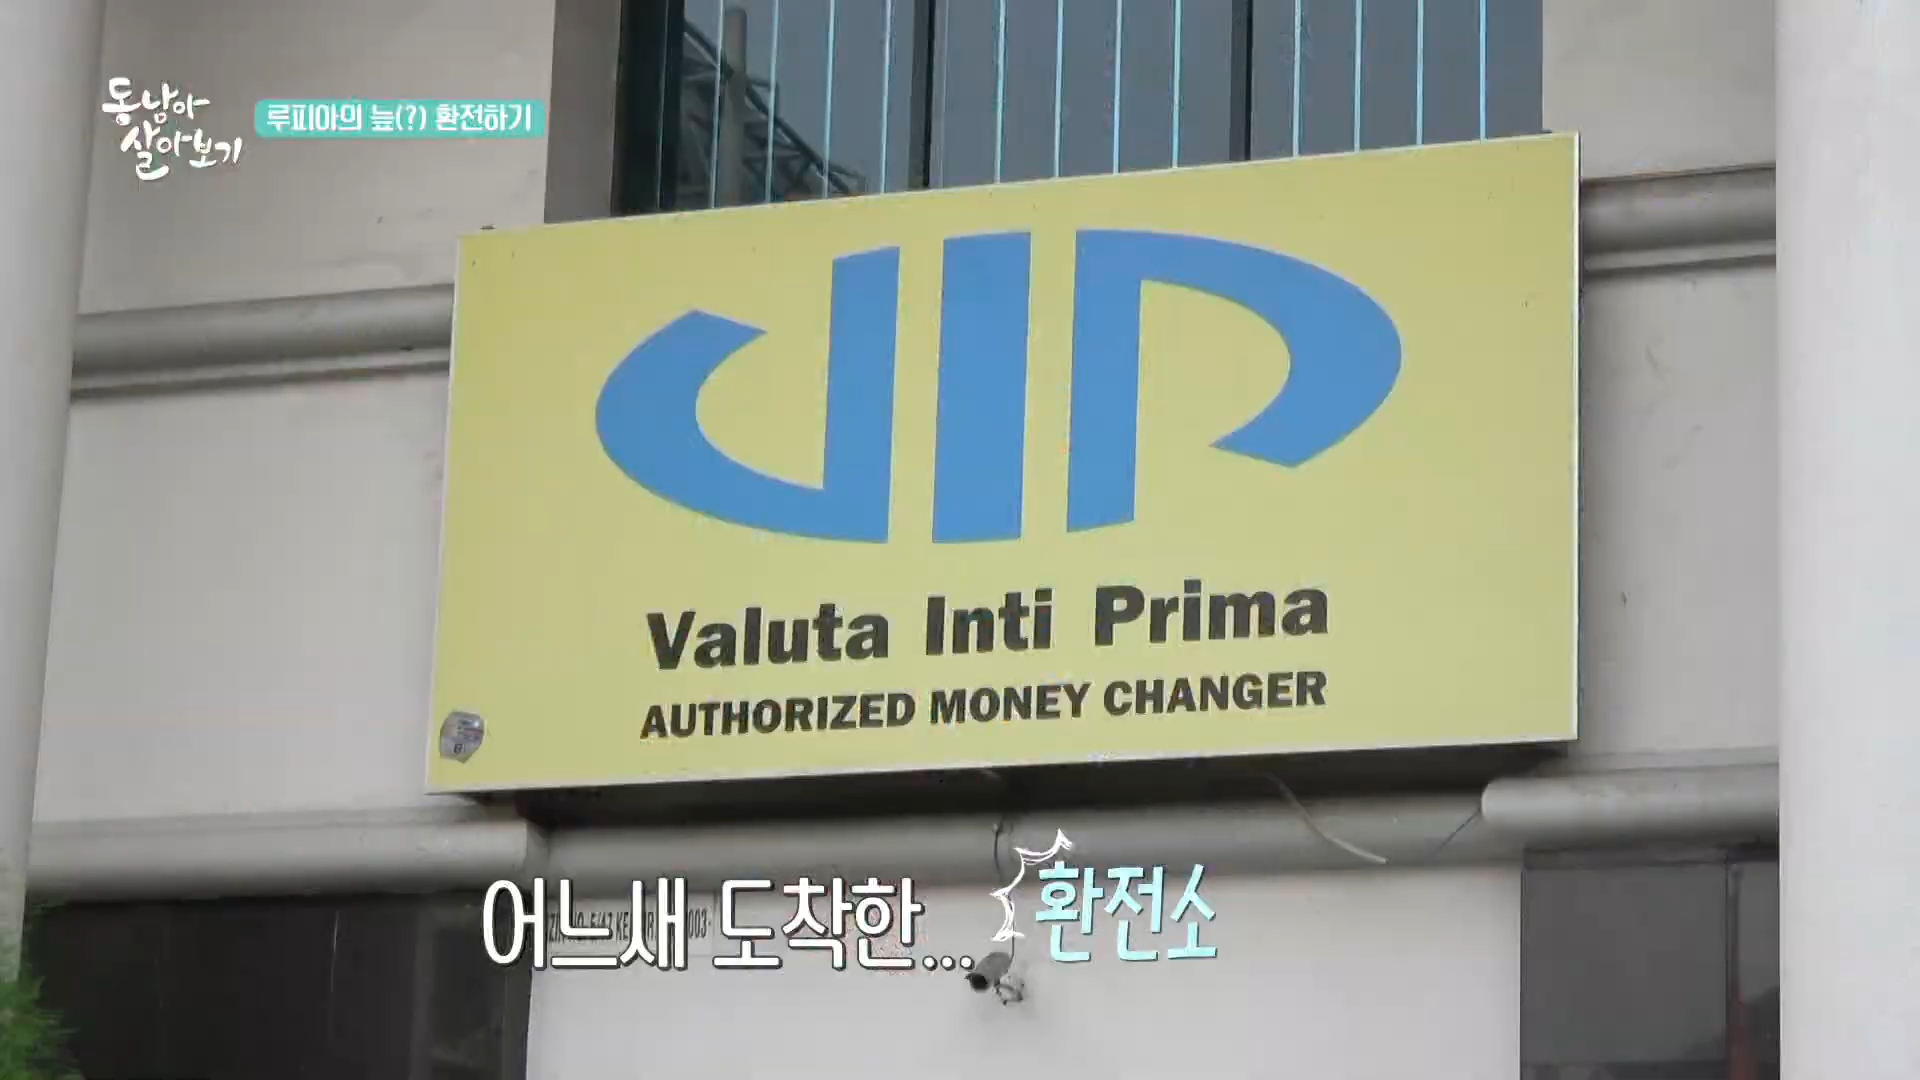 동남아
살아보기
루피아의 늪(?) 환전하기
VIP
Valuta Inti Prima
AUTHORIZED MONEY CHANGER
어느새 도착한... 환전소